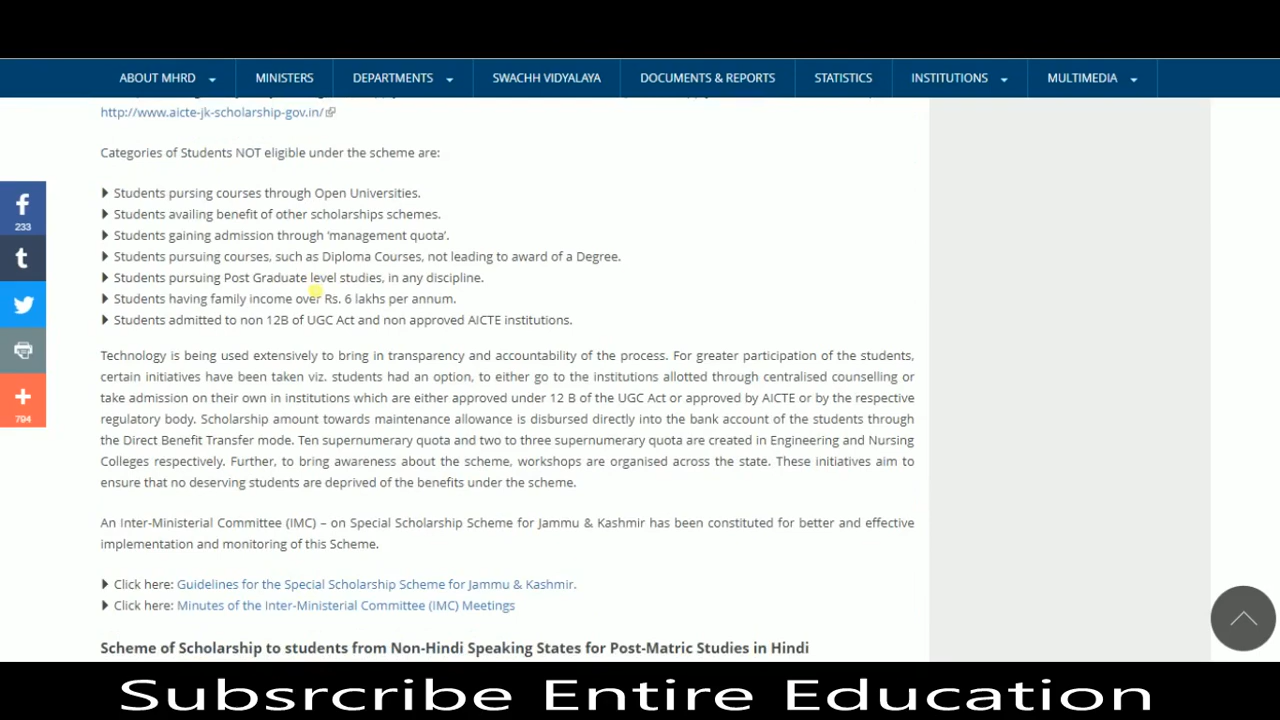 ABOUT MHRD MINISTERS DEPARTMENTS SWACHH VIDYALAYA DOCUMENTS & REPORTS STATISTICS INSTITUTIONS MULTIMEDIA
http://www.aicte-jk-scholarship-gov.in/
Categories of Students NOT eligible under the scheme are:
Students pursing courses through Open Universities.
Students availing benefit of other scholarships schemes.
Students gaining admission through ‘management quota’.
Students pursuing courses, such as Diploma Courses, not leading to award of a Degree.
Students pursuing Post Graduate level studies, in any discipline.
Students having family income over Rs. 6 lakhs per annum.
Students admitted to non 12B of UGC Act and non approved AICTE institutions.
233
794
Technology is being used extensively to bring in transparency and accountability of the process. For greater participation of the students,
certain initiatives have been taken viz. students had an option, to either go to the institutions allotted through centralised counselling or
take admission on their own in institutions which are either approved under 12 B of the UGC Act or approved by AICTE or by the respective
regulatory body. Scholarship amount towards maintenance allowance is disbursed directly into the bank account of the students through
the Direct Benefit Transfer mode. Ten supernumerary quota and two to three supernumerary quota are created in Engineering and Nursing
Colleges respectively. Further, to bring awareness about the scheme, workshops are organised across the state. These initiatives aim to
ensure that no deserving students are deprived of the benefits under the scheme.
An Inter-Ministerial Committee (IMC) – on Special Scholarship Scheme for Jammu & Kashmir has been constituted for better and effective
implementation and monitoring of this Scheme.
Click here: Guidelines for the Special Scholarship Scheme for Jammu & Kashmir.
Click here: Minutes of the Inter-Ministerial Committee (IMC) Meetings
Scheme of Scholarship to students from Non-Hindi Speaking States for Post-Matric Studies in Hindi
Subsrcribe Entire Education